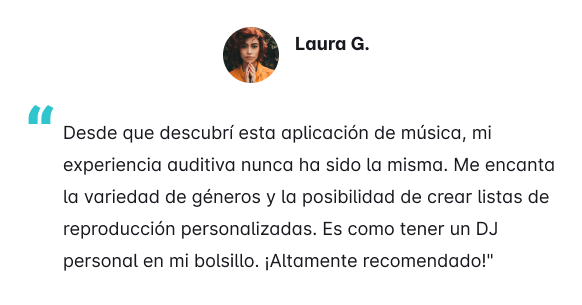 Laura G.
“
Desde que descubrí esta aplicación de música, mi
experiencia auditiva nunca ha sido la misma. Me encanta
la variedad de géneros y la posibilidad de crear listas de
reproducción personalizadas. Es como tener un DJ
personal en mi bolsillo. ¡Altamente recomendado!"